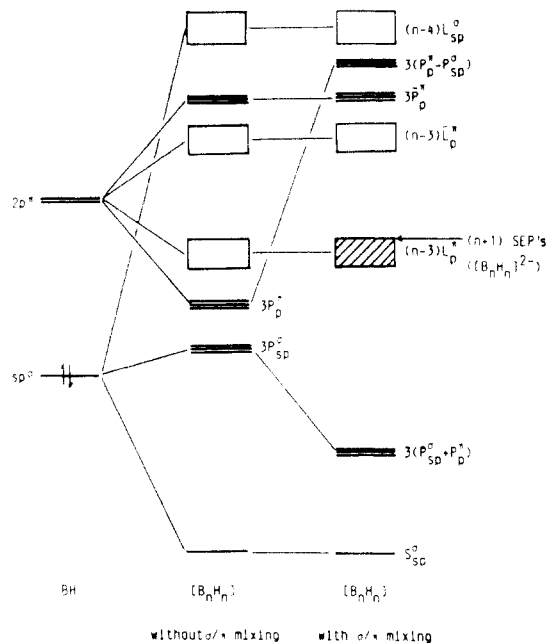 (n-4)L^σ_sp
3(P^π_p-P^σ_sp)
3P̄^π_p
(n-3)L̄^π_p
2p^π
(n+1) SEP's
(n-3)L^π_p
([B_nH_n]^2-)
3P^π_p
3P^σ_sp
sp^σ
3(P^σ_sp+P^π_p)
S^σ_sp
BH [B_nH_n] [B_nH_n]
without σ/π mixing with σ/π mixing